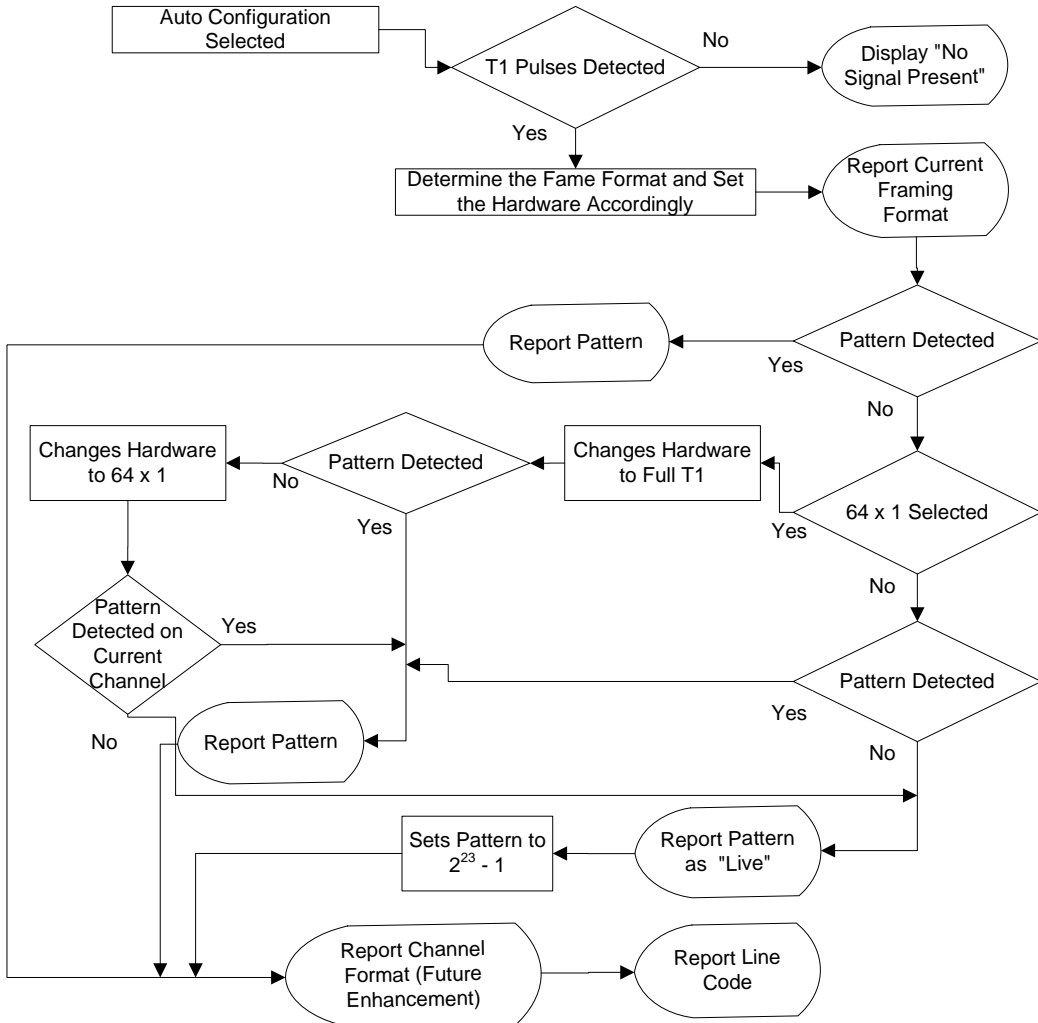 Auto Configuration
Selected
T1 Pulses Detected
No
Display "No
Signal Present"
Yes
Determine the Fame Format and Set
the Hardware Accordingly
Report Current
Framing
Format
Report Pattern
Yes
Pattern Detected
No
Changes Hardware
to 64 x 1
No
Pattern Detected
Changes Hardware
to Full T1
Yes
64 x 1 Selected
Yes
No
Pattern
Detected on
Current
Channel
Yes
Pattern Detected
Yes
No
Report Pattern
No
Sets Pattern to
2²³ - 1
Report Pattern
as "Live"
Report Channel
Format (Future
Enhancement)
Report Line
Code